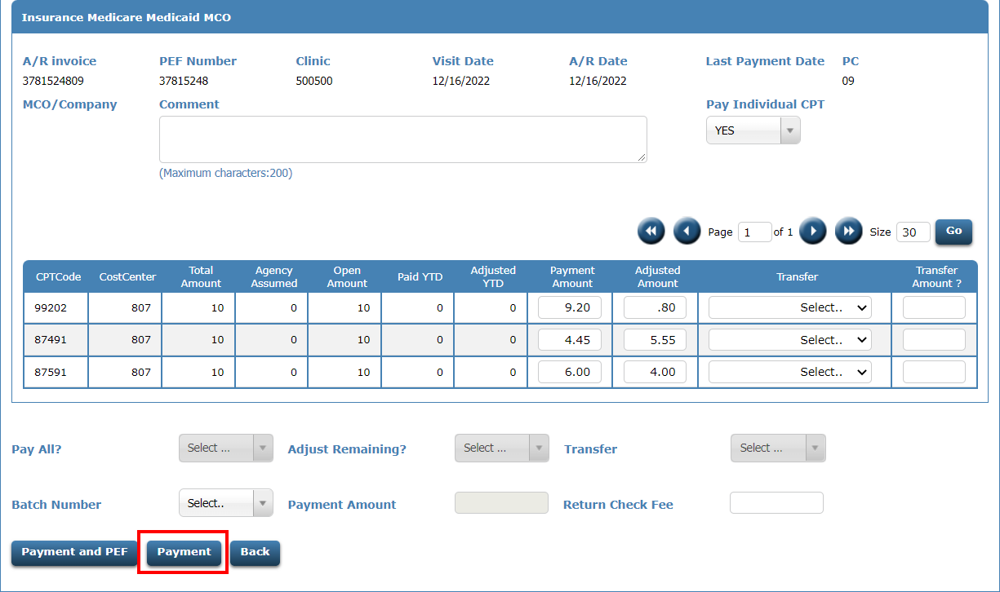 Insurance Medicare Medicaid MCO
A/R invoice PEF Number Clinic Visit Date A/R Date Last Payment Date PC
3781524809 37815248 500500 12/16/2022 12/16/2022 09
MCO/Company Comment Pay Individual CPT
YES
(Maximum characters:200)
Page 1 of 1 Size 30 Go
CPTCode CostCenter Total Amount Agency Assumed Open Amount Paid YTD Adjusted YTD Payment Amount Adjusted Amount Transfer Transfer Amount ?
99202 807 10 0 10 0 0 9.20 .80 Select..
87491 807 10 0 10 0 0 4.45 5.55 Select..
87591 807 10 0 10 0 0 6.00 4.00 Select..
Pay All? Select ... Adjust Remaining? Select ... Transfer Select ...
Batch Number Select.. Payment Amount Return Check Fee
Payment and PEF Payment Back